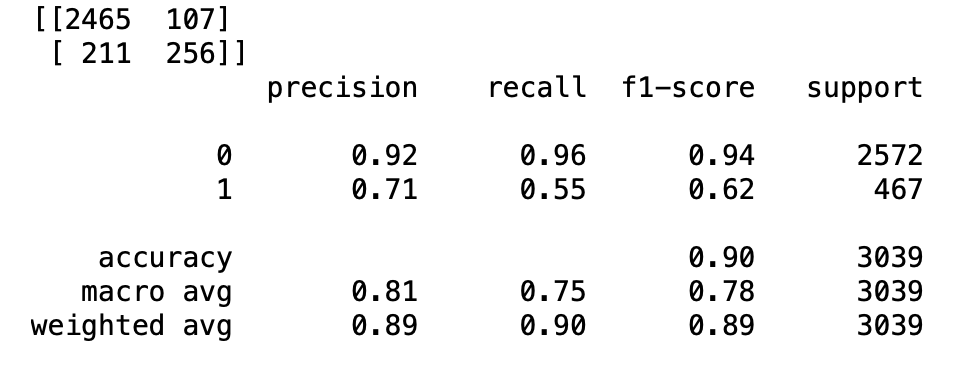 [[2465 107]
[ 211 256]]
precision recall f1-score support
0 0.92 0.96 0.94 2572
1 0.71 0.55 0.62 467
accuracy 0.90 3039
macro avg 0.81 0.75 0.78 3039
weighted avg 0.89 0.90 0.89 3039